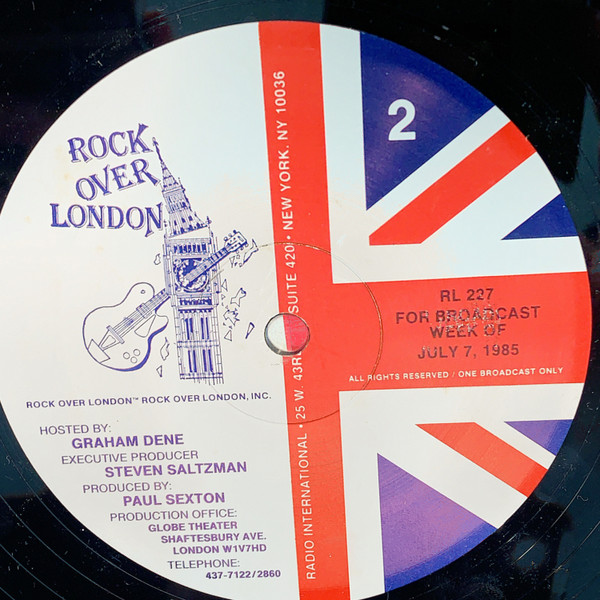 ROCK
OVER
LONDON
ROCK OVER LONDON™ ROCK OVER LONDON, INC.
HOSTED BY:
GRAHAM DENE
EXECUTIVE PRODUCER
STEVEN SALTZMAN
PRODUCED BY:
PAUL SEXTON
PRODUCTION OFFICE:
GLOBE THEATER
SHAFTESBURY AVE.
LONDON W1V7HD
TELEPHONE:
437-7122/2860
RADIO INTERNATIONAL • 25 W. 43RD SUITE 420 • NEW YORK, NY 10036
2
RL 227
FOR BROADCAST
WEEK OF
JULY 7, 1985
ALL RIGHTS RESERVED / ONE BROADCAST ONLY